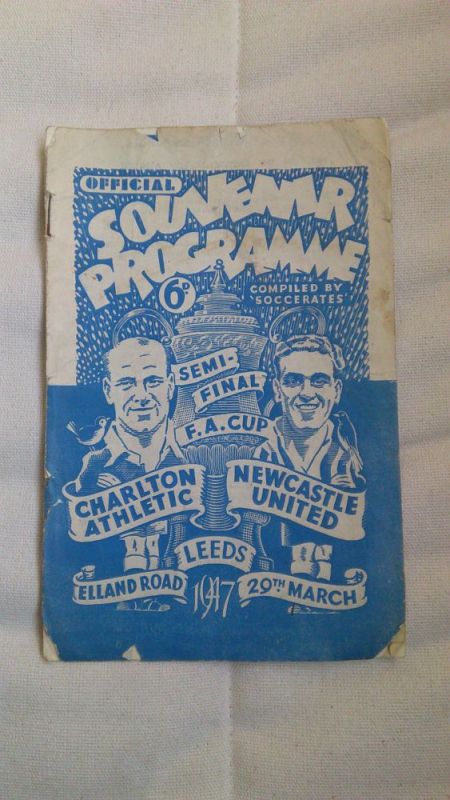 OFFICIAL
SOUVENIR
PROGRAMME
6D
COMPILED BY
'SOCCERATES'
SEMI-
FINAL
F.A. CUP
CHARLTON
ATHLETIC
NEWCASTLE
UNITED
LEEDS
ELLAND ROAD
1947
29TH MARCH